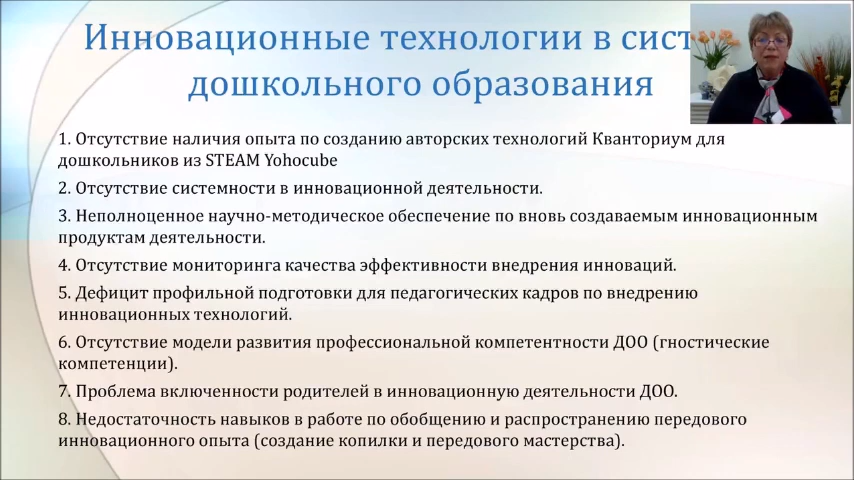 Инновационные технологии в сист
дошкольного образования
1. Отсутствие наличия опыта по созданию авторских технологий Кванториум для
дошкольников из STEAM Yohocube
2. Отсутствие системности в инновационной деятельности.
3. Неполноценное научно-методическое обеспечение по вновь создаваемым инновационным
продуктам деятельности.
4. Отсутствие мониторинга качества эффективности внедрения инноваций.
5. Дефицит профильной подготовки для педагогических кадров по внедрению
инновационных технологий.
6. Отсутствие модели развития профессиональной компетентности ДОО (гностические
компетенции).
7. Проблема включенности родителей в инновационную деятельности ДОО.
8. Недостаточность навыков в работе по обобщению и распространению передового
инновационного опыта (создание копилки и передового мастерства).